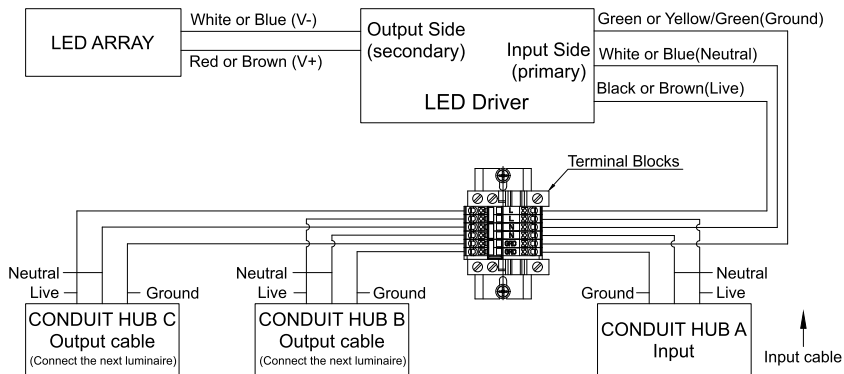 LED ARRAY
White or Blue (V-)
Red or Brown (V+)
Output Side
(secondary)
Input Side
(primary)
LED Driver
Green or Yellow/Green(Ground)
White or Blue(Neutral)
Black or Brown(Live)
Terminal Blocks
L
L
N
N
GND
GND
Neutral
Live
Ground
CONDUIT HUB C
Output cable
(Connect the next luminaire)
Neutral
Live
Ground
CONDUIT HUB B
Output cable
(Connect the next luminaire)
Ground
Neutral
Live
CONDUIT HUB A
Input
Input cable